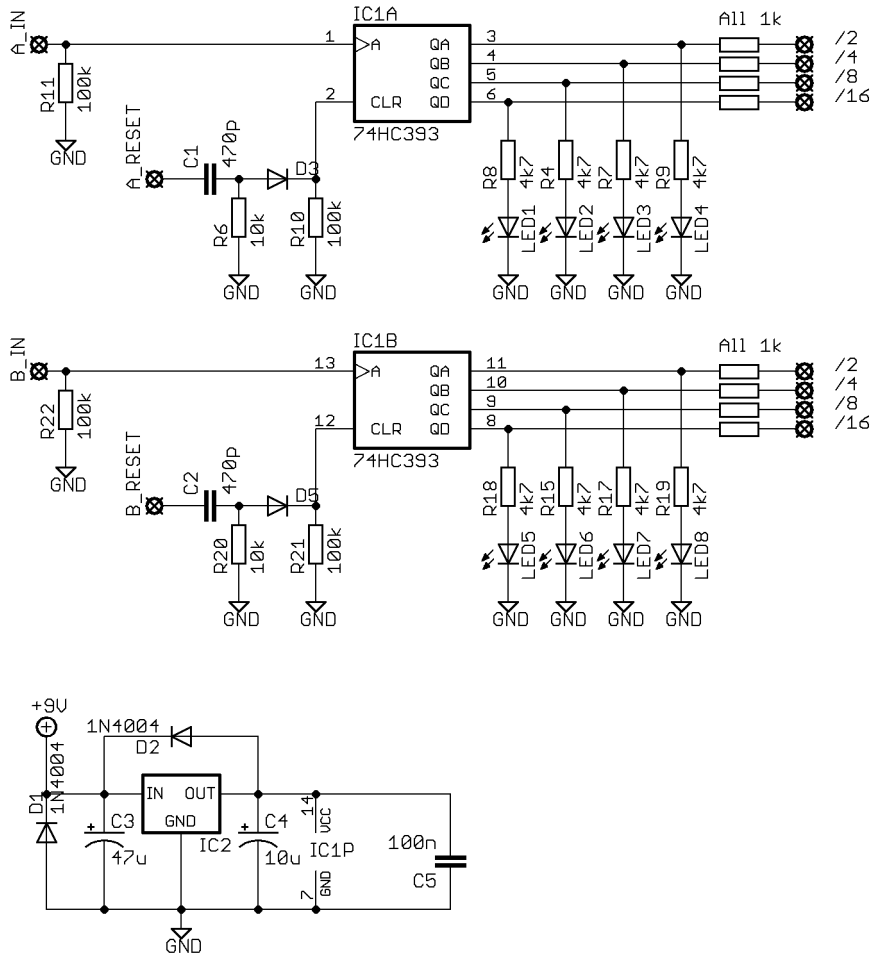 A_IN
IC1A
All 1k
1
A
QA
3
/2
QB
4
/4
QC
5
/8
2
CLR
QD
6
/16
R11
100k
74HC393
GND
A_RESET
C1
470p
D3
R8
4k7
R4
4k7
R7
4k7
R9
4k7
R6
10k
R10
100k
LED1
LED2
LED3
LED4
GND
GND
GND
GND
GND
GND
B_IN
IC1B
All 1k
13
A
QA
11
/2
QB
10
/4
QC
9
/8
12
CLR
QD
8
/16
R22
100k
74HC393
GND
B_RESET
C2
470p
D5
R18
4k7
R15
4k7
R17
4k7
R19
4k7
R20
10k
R21
100k
LED5
LED6
LED7
LED8
GND
GND
GND
GND
GND
GND
+9V
1N4004
D2
D1
1N4004
IN
OUT
GND
IC2
+
C3
47u
+
C4
10u
14
VCC
IC1P
7
GND
100n
C5
GND